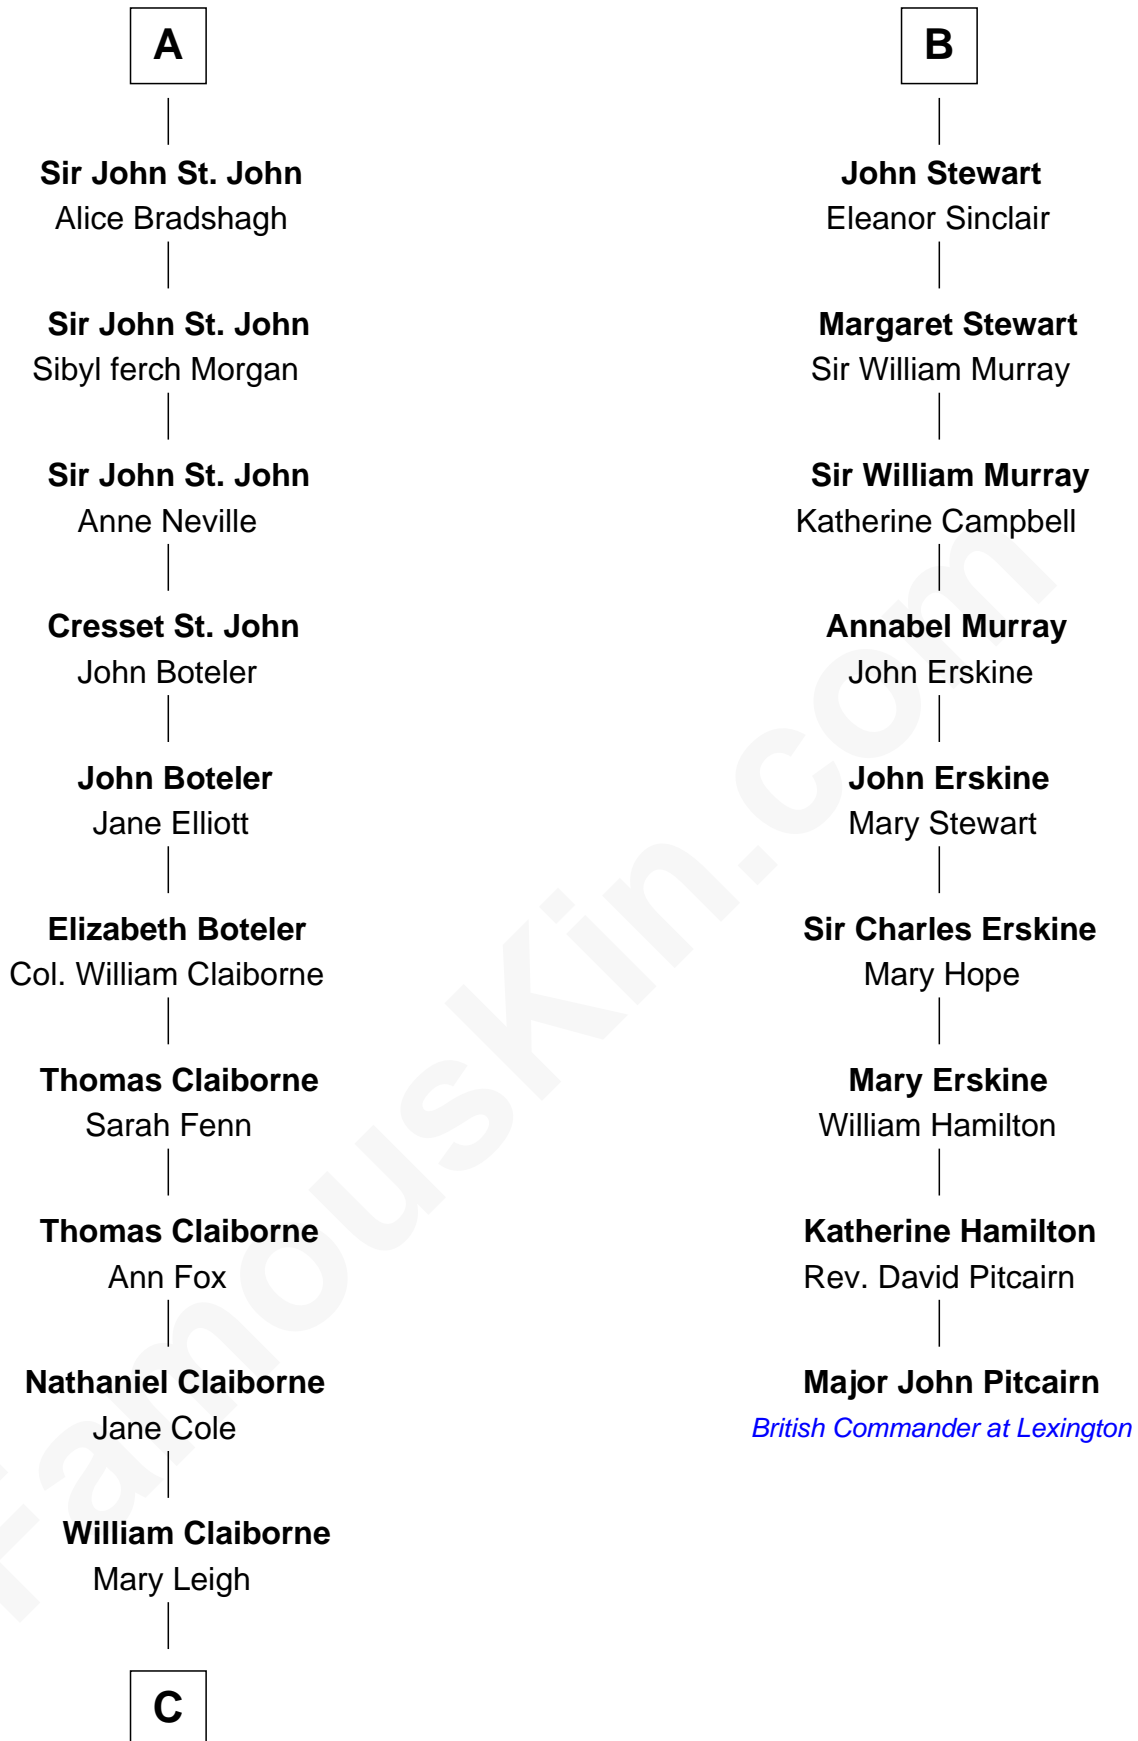 A
Sir John St. John
Alice Bradshagh
Sir John St. John
Sibyl ferch Morgan
Sir John St. John
Anne Neville
Cresset St. John
John Boteler
John Boteler
Jane Elliott
Elizabeth Boteler
Col. William Claiborne
Thomas Claiborne
Sarah Fenn
Thomas Claiborne
Ann Fox
Nathaniel Claiborne
Jane Cole
William Claiborne
Mary Leigh
C
B
John Stewart
Eleanor Sinclair
Margaret Stewart
Sir William Murray
Sir William Murray
Katherine Campbell
Annabel Murray
John Erskine
John Erskine
Mary Stewart
Sir Charles Erskine
Mary Hope
Mary Erskine
William Hamilton
Katherine Hamilton
Rev. David Pitcairn
Major John Pitcairn
British Commander at Lexington
FamousKin.com